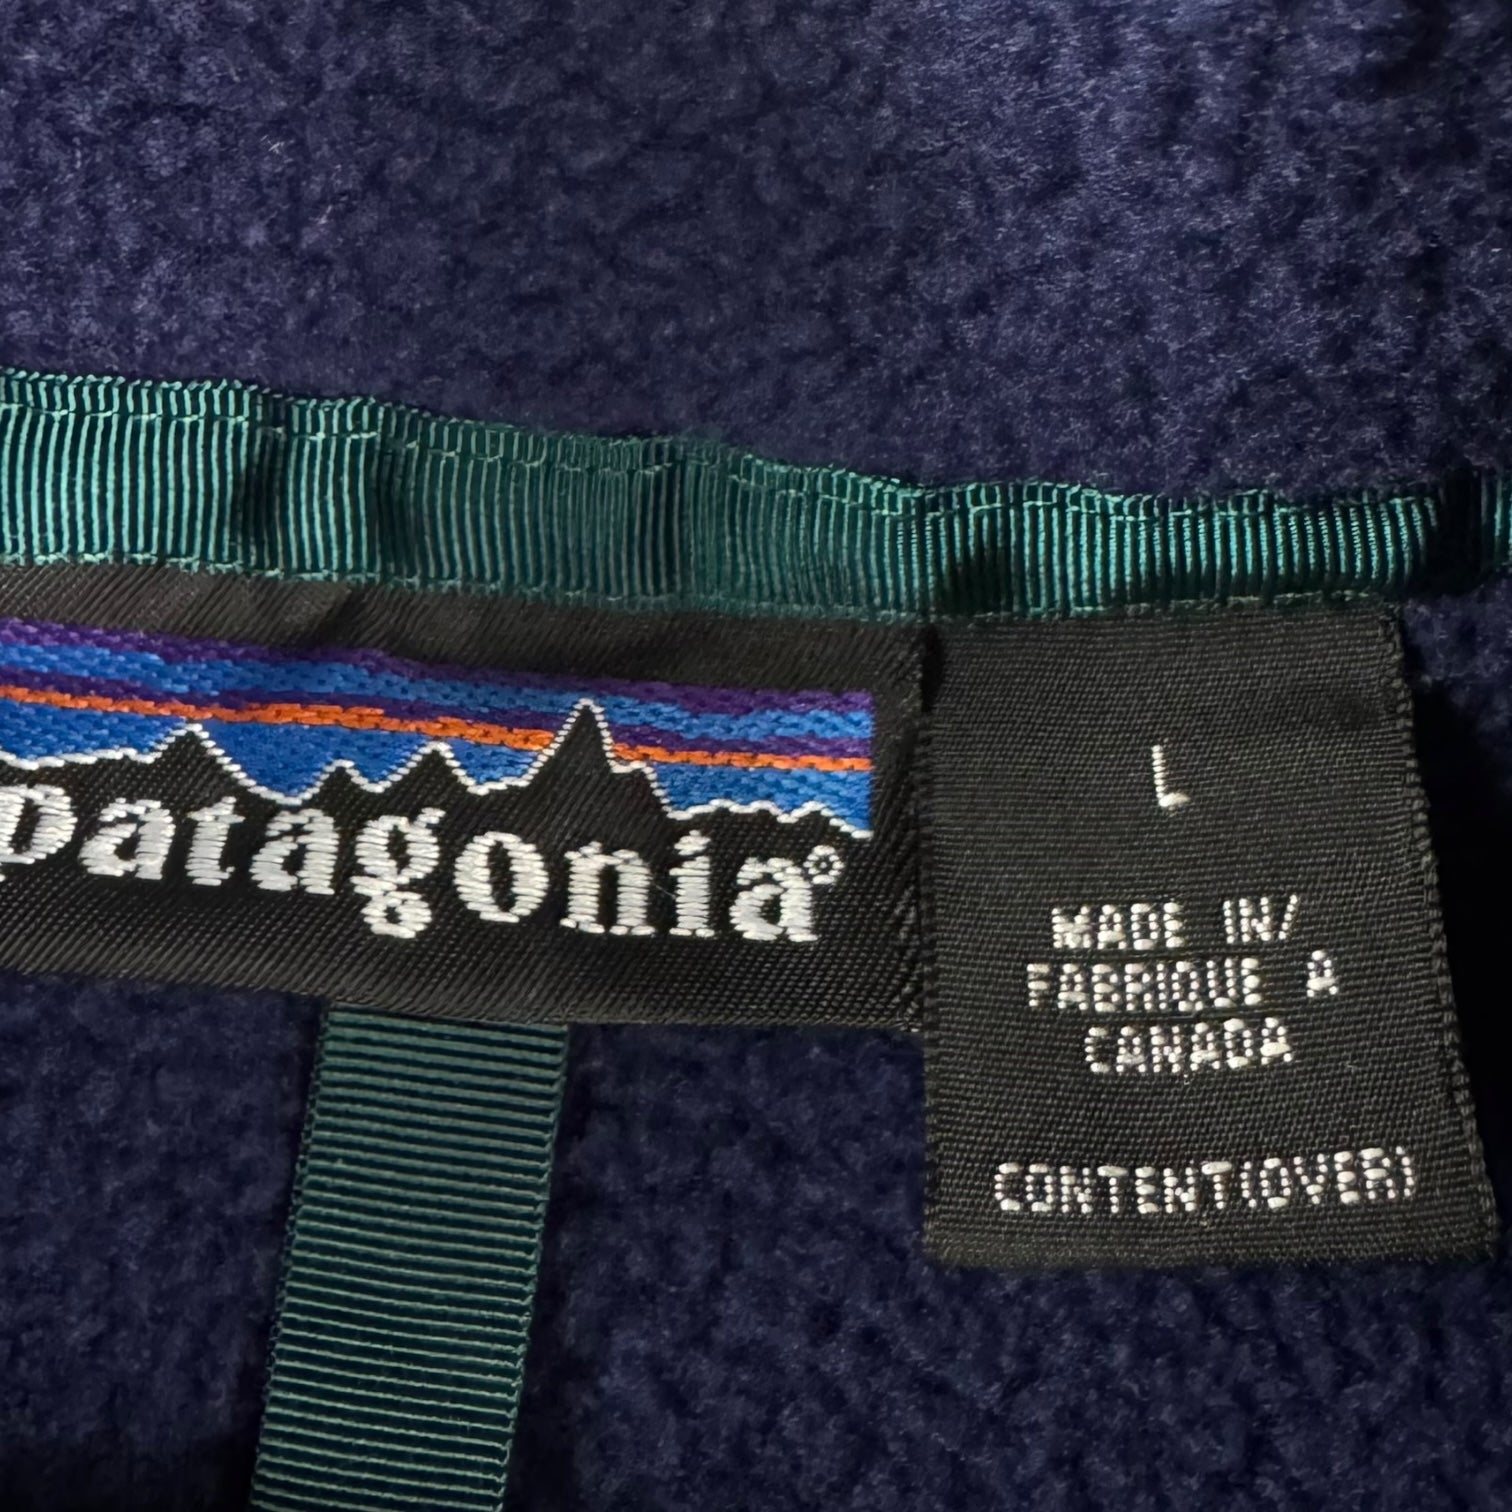 patagonia®
L
MADE IN/
FABRIQUE A
CANADA
CONTENT(OVER)